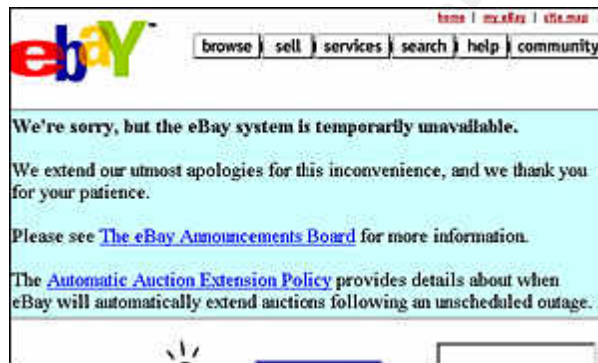 home | my eBay | site map
ebaY™
browse sell services search help community
We're sorry, but the eBay system is temporarily unavailable.
We extend our utmost apologies for this inconvenience, and we thank you
for your patience.
Please see The eBay Announcements Board for more information.
The Automatic Auction Extension Policy provides details about when
eBay will automatically extend auctions following an unscheduled outage.